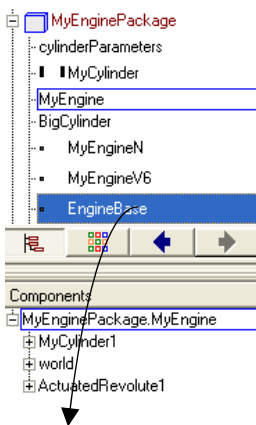 MyEnginePackage
cylinderParameters
MyCylinder
MyEngine
BigCylinder
MyEngineN
MyEngineV6
EngineBase
Components
MyEnginePackage.MyEngine
MyCylinder1
world
ActuatedRevolute1